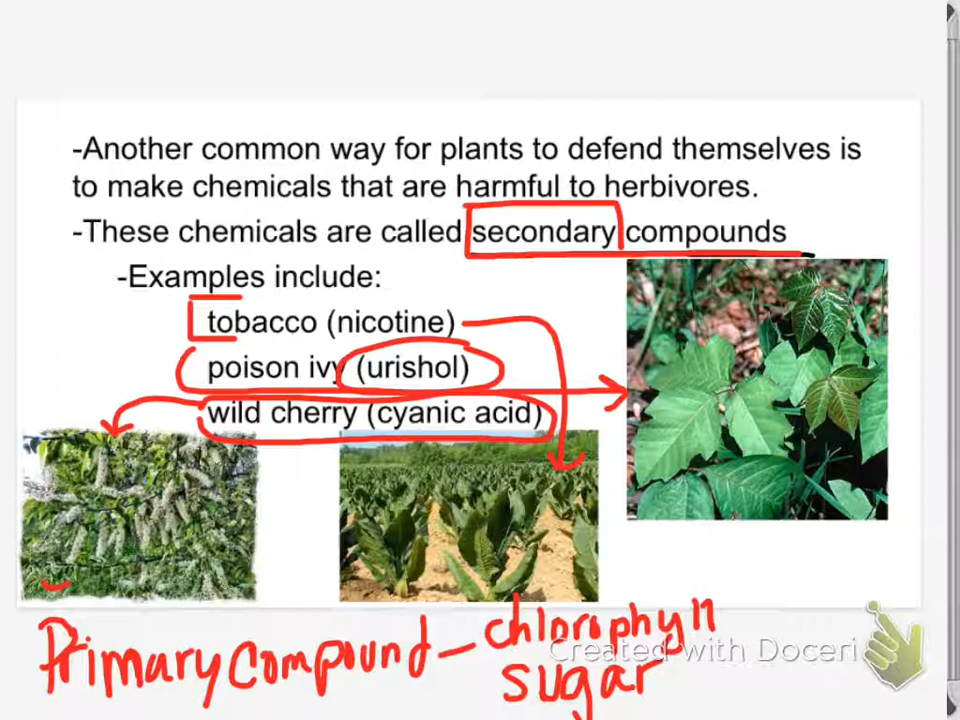 -Another common way for plants to defend themselves is
to make chemicals that are harmful to herbivores.
-These chemicals are called secondary compounds
-Examples include:
tobacco (nicotine)
poison ivy (urishol)
wild cherry (cyanic acid)
Primary compound - chlorophyll
sugar
Created with Doceri